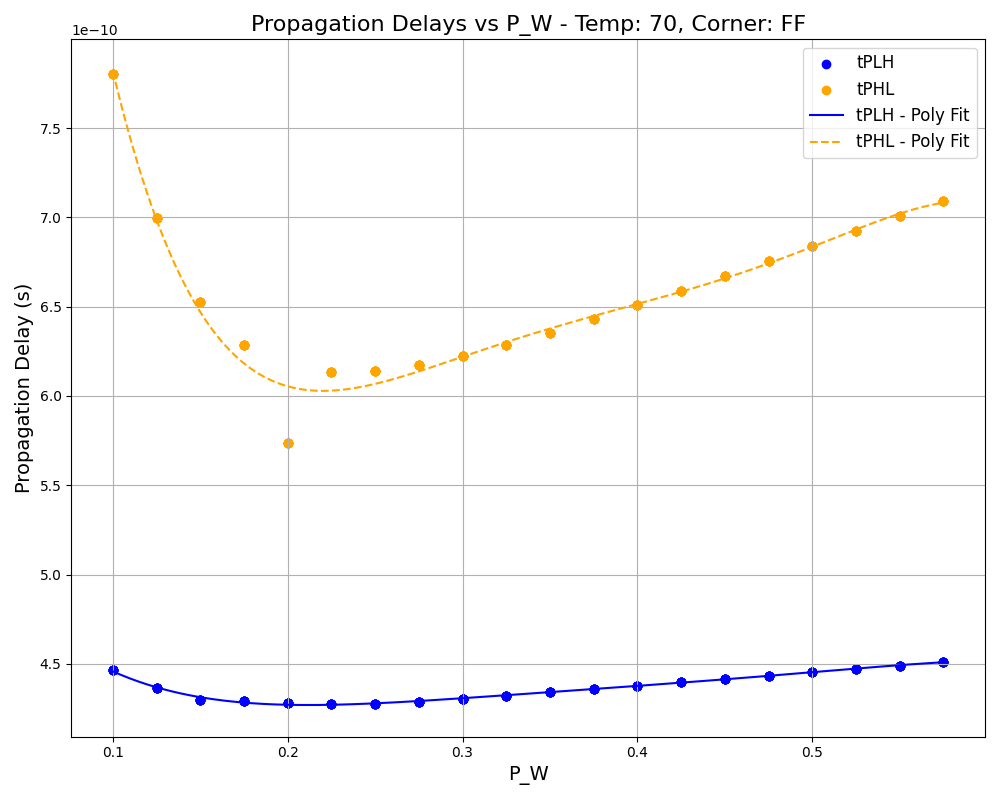 Propagation Delays vs P_W - Temp: 70, Corner: FF
1e−10
tPLH
tPHL
tPLH - Poly Fit
tPHL - Poly Fit
Propagation Delay (s)
7.5
7.0
6.5
6.0
5.5
5.0
4.5
0.1 0.2 0.3 0.4 0.5
P_W